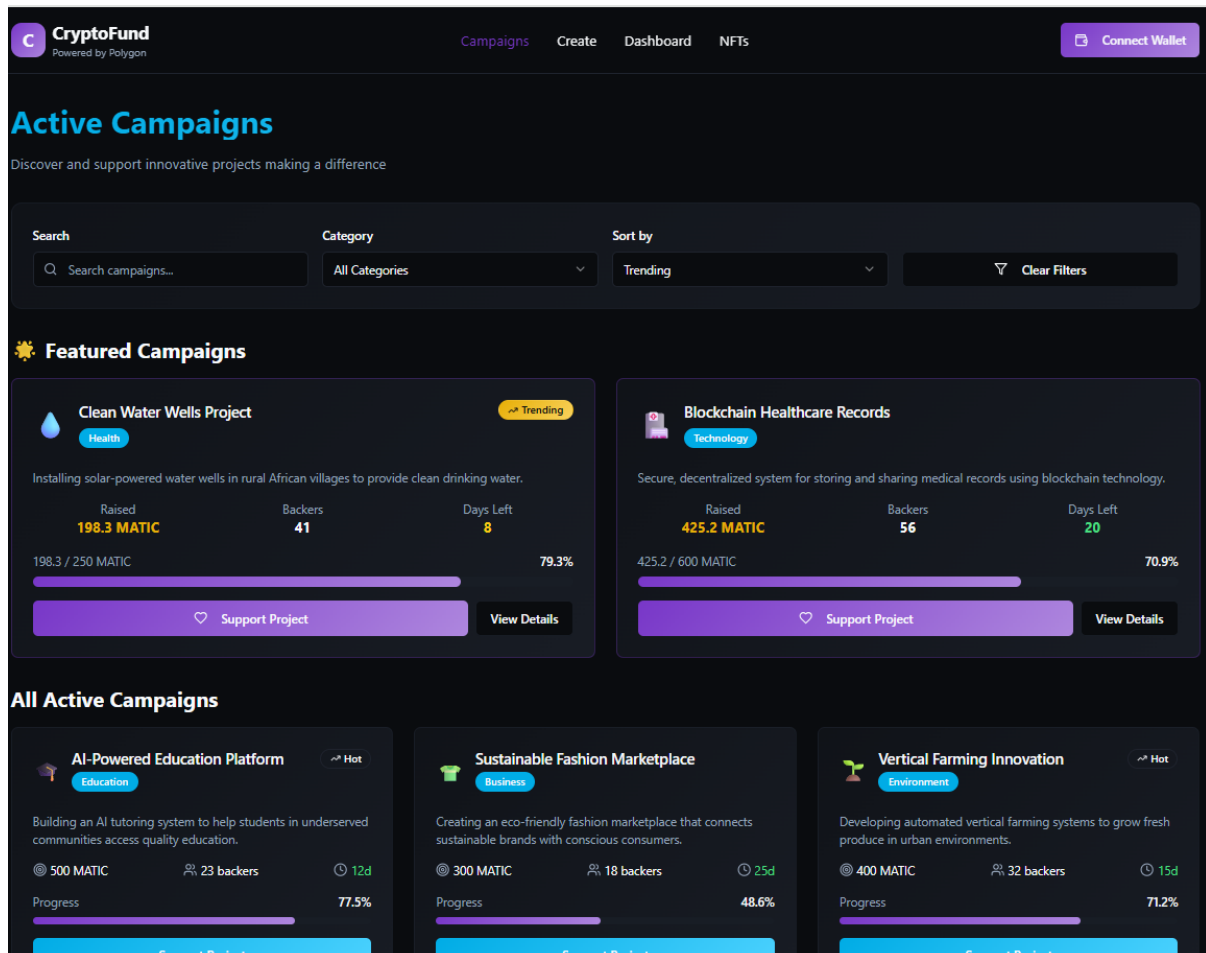 C
CryptoFund
Powered by Polygon
Campaigns
Create
Dashboard
NFTs
Connect Wallet
Active Campaigns
Discover and support innovative projects making a difference
Search
Category
Sort by
Search campaigns...
All Categories
Trending
Clear Filters
Featured Campaigns
Clean Water Wells Project
Trending
Health
Installing solar-powered water wells in rural African villages to provide clean drinking water.
Raised
Backers
Days Left
198.3 MATIC
41
8
198.3 / 250 MATIC
79.3%
Support Project
View Details
Blockchain Healthcare Records
Technology
Secure, decentralized system for storing and sharing medical records using blockchain technology.
Raised
Backers
Days Left
425.2 MATIC
56
20
425.2 / 600 MATIC
70.9%
Support Project
View Details
All Active Campaigns
AI-Powered Education Platform
Hot
Education
Building an AI tutoring system to help students in underserved
communities access quality education.
500 MATIC
23 backers
12d
Progress
77.5%
Sustainable Fashion Marketplace
Business
Creating an eco-friendly fashion marketplace that connects
sustainable brands with conscious consumers.
300 MATIC
18 backers
25d
Progress
48.6%
Vertical Farming Innovation
Hot
Environment
Developing automated vertical farming systems to grow fresh
produce in urban environments.
400 MATIC
32 backers
15d
Progress
71.2%